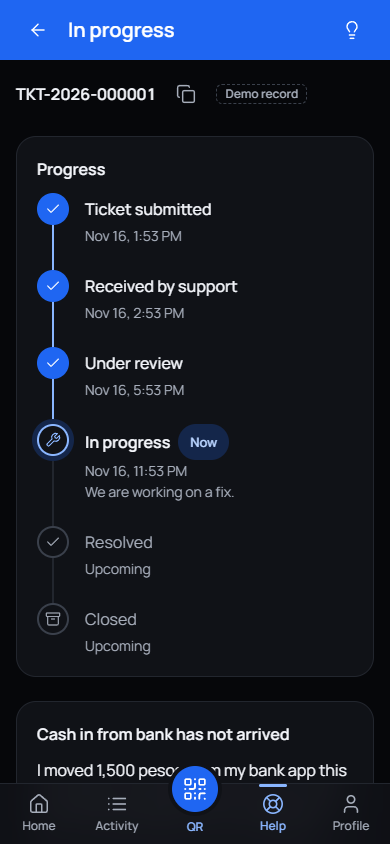 In progress
TKT-2026-000001
Demo record
Progress
Ticket submitted
Nov 16, 1:53 PM
Received by support
Nov 16, 2:53 PM
Under review
Nov 16, 5:53 PM
In progress Now
Nov 16, 11:53 PM
We are working on a fix.
Resolved
Upcoming
Closed
Upcoming
Cash in from bank has not arrived
I moved 1,500 my bank app this
Home
Activity
QR
Help
Profile